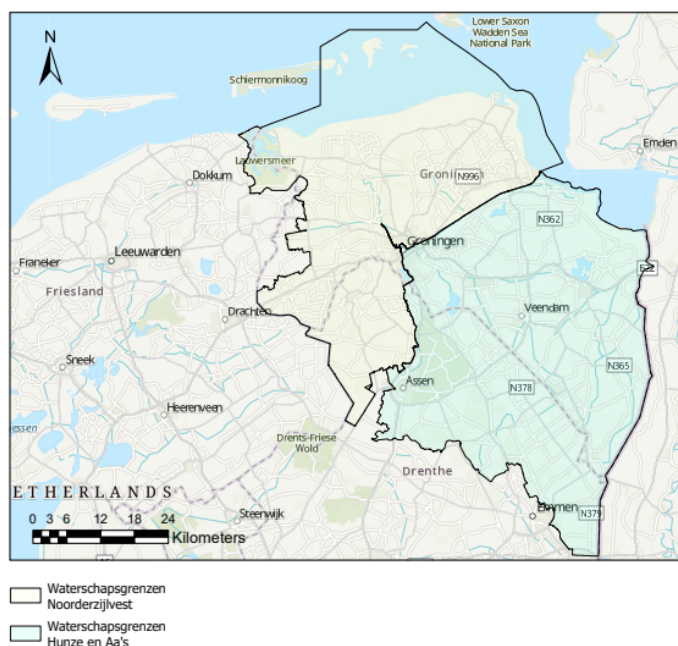 N
Lower Saxon
Wadden Sea
National Park
Schiermonnikoog
Emden
Lauwersmeer
Dokkum
N996
Groningen
N362
Leeuwarden
Franeker
Friesland
Drachten
Veendam
Sneek
Assen
N378
N365
Heerenveen
Drents-Friese
Wold
Drenthe
ETHERLANDS
Steenwijk
Emmen
N379
0 3 6 12 18 24
Kilometers
Waterschapsgrenzen
Noorderzijlvest
Waterschapsgrenzen
Hunze en Aa's